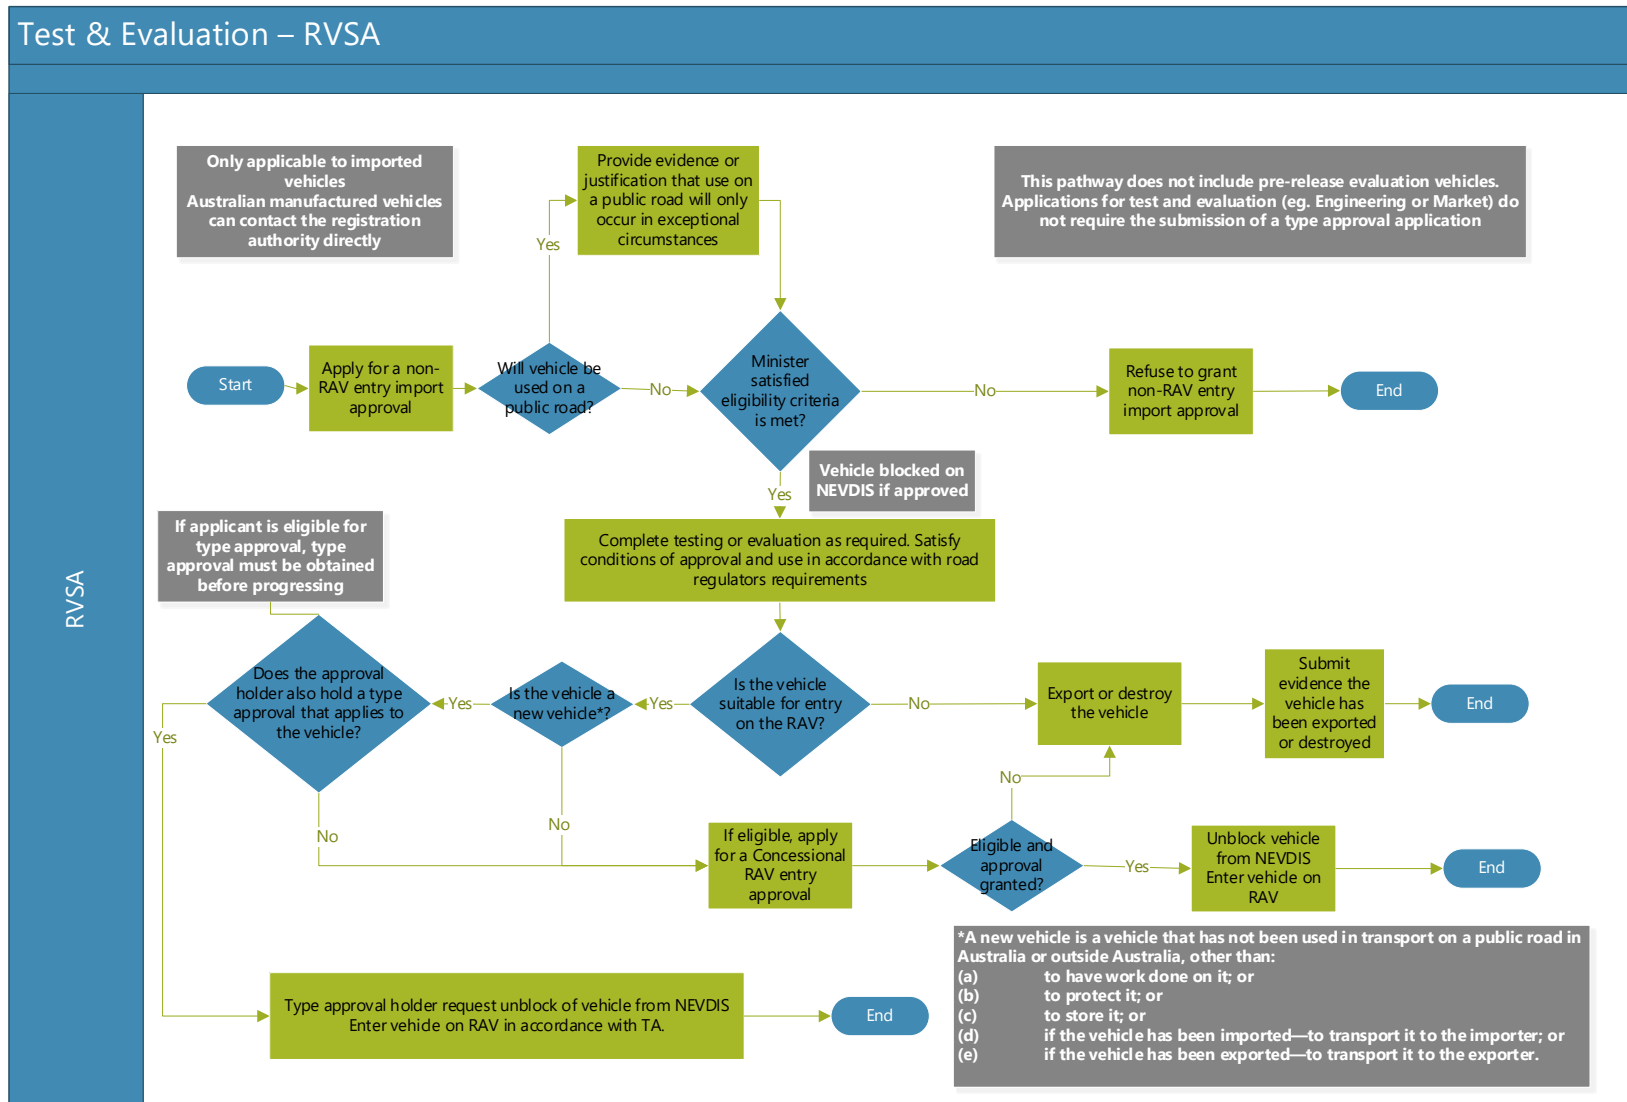 Test & Evaluation – RVSA
RVSA
Only applicable to imported
vehicles
Australian manufactured vehicles
can contact the registration
authority directly
Provide evidence or
justification that use on
a public road will only
occur in exceptional
circumstances
This pathway does not include pre-release evaluation vehicles.
Applications for test and evaluation (eg. Engineering or Market) do
not require the submission of a type approval application
Yes
Start
Apply for a non-
RAV entry import
approval
Will vehicle be
used on a
public road?
No
Minister
satisfied
eligibility criteria
is met?
No
Refuse to grant
non-RAV entry
import approval
End
Yes
Vehicle blocked on
NEVDIS if approved
If applicant is eligible for
type approval, type
approval must be obtained
before progressing
Complete testing or evaluation as required. Satisfy
conditions of approval and use in accordance with road
regulators requirements
Does the approval
holder also hold a type
approval that applies to
the vehicle?
Yes
Is the vehicle a
new vehicle*?
Yes
Is the vehicle
suitable for entry
on the RAV?
No
Export or destroy
the vehicle
Submit
evidence the
vehicle has
been exported
or destroyed
End
Yes
No
No
No
If eligible, apply
for a Concessional
RAV entry
approval
Eligible and
approval
granted?
Yes
Unblock vehicle
from NEVDIS
Enter vehicle on
RAV
End
Type approval holder request unblock of vehicle from NEVDIS
Enter vehicle on RAV in accordance with TA.
End
*A new vehicle is a vehicle that has not been used in transport on a public road in
Australia or outside Australia, other than:
(a) to have work done on it; or
(b) to protect it; or
(c) to store it; or
(d) if the vehicle has been imported—to transport it to the importer; or
(e) if the vehicle has been exported—to transport it to the exporter.